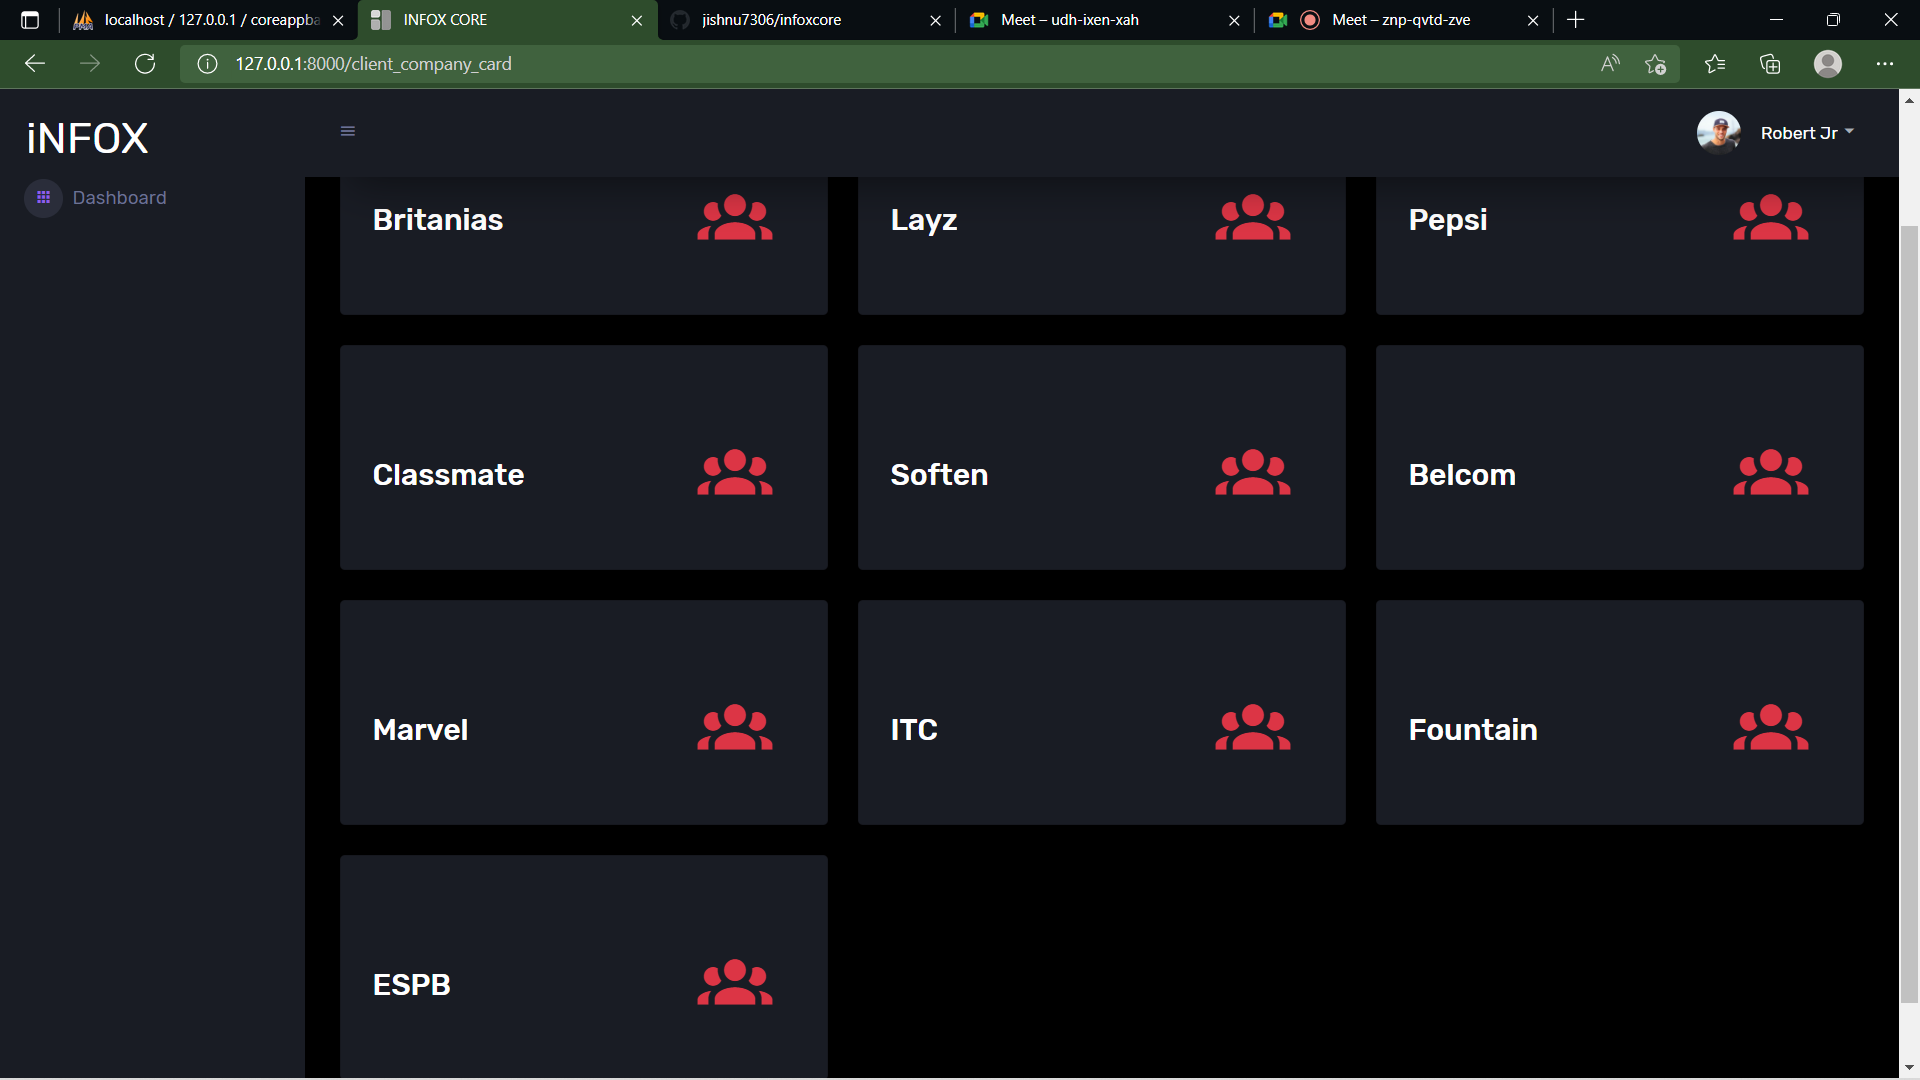 localhost / 127.0.0.1 / coreappba
INFOX CORE
jishnu7306/infoxcore
Meet – udh-ixen-xah
Meet – znp-qvtd-zve
127.0.0.1:8000/client_company_card
iNFOX
Robert Jr
Dashboard
Britanias
Layz
Pepsi
Classmate
Soften
Belcom
Marvel
ITC
Fountain
ESPB